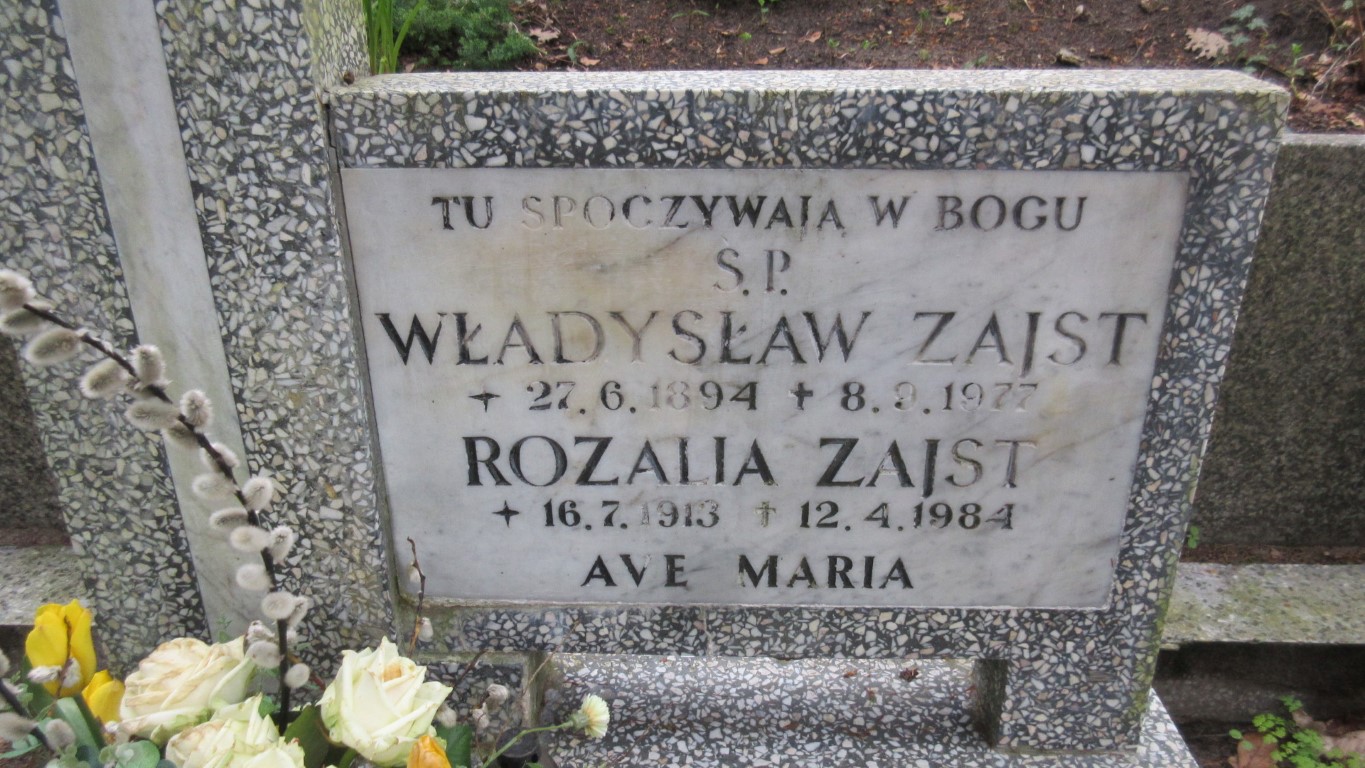 TU SPOCZYWAJĄ W BOGU
Ś.P.
WŁADYSŁAW ZAJST
✦ 27.6.1894 ✝ 8.9.1977
ROZALIA ZAJST
✦ 16.7.1913 ✝ 12.4.1984
AVE MARIA